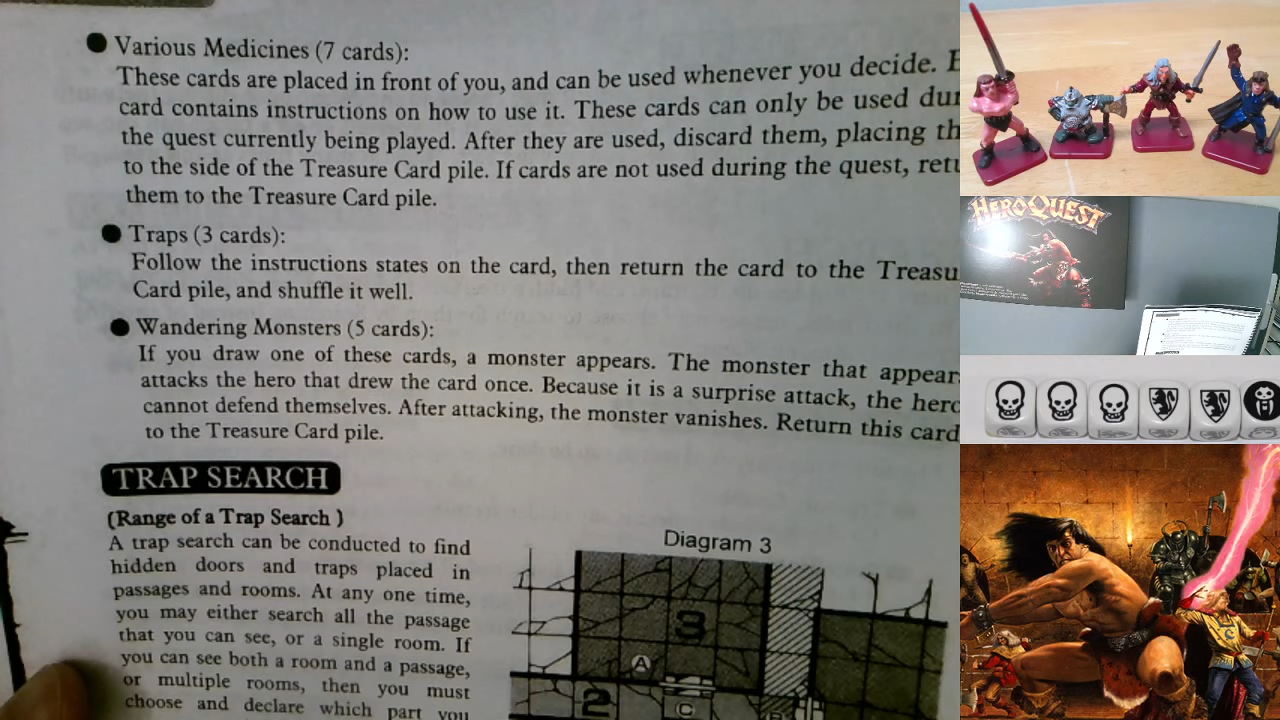 ● Various Medicines (7 cards):
These cards are placed in front of you, and can be used whenever you decide.
card contains instructions on how to use it. These cards can only be used
the quest currently being played. After they are used, discard them, placing
to the side of the Treasure Card pile. If cards are not used during the quest,
them to the Treasure Card pile.
● Traps (3 cards):
Follow the instructions states on the card, then return the card to the
Card pile, and shuffle it well.
● Wandering Monsters (5 cards):
If you draw one of these cards, a monster appears. The monster that
attacks the hero that drew the card once. Because it is a surprise attack, the
cannot defend themselves. After attacking, the monster vanishes. Return this card
to the Treasure Card pile.
TRAP SEARCH
(Range of a Trap Search )
A trap search can be conducted to find
hidden doors and traps placed in
passages and rooms. At any one time,
you may either search all the passage
that you can see, or a single room. If
you can see both a room and a passage,
or multiple rooms, then you must
choose and declare which part you
Diagram 3
3
A
2
C
HEROQUEST